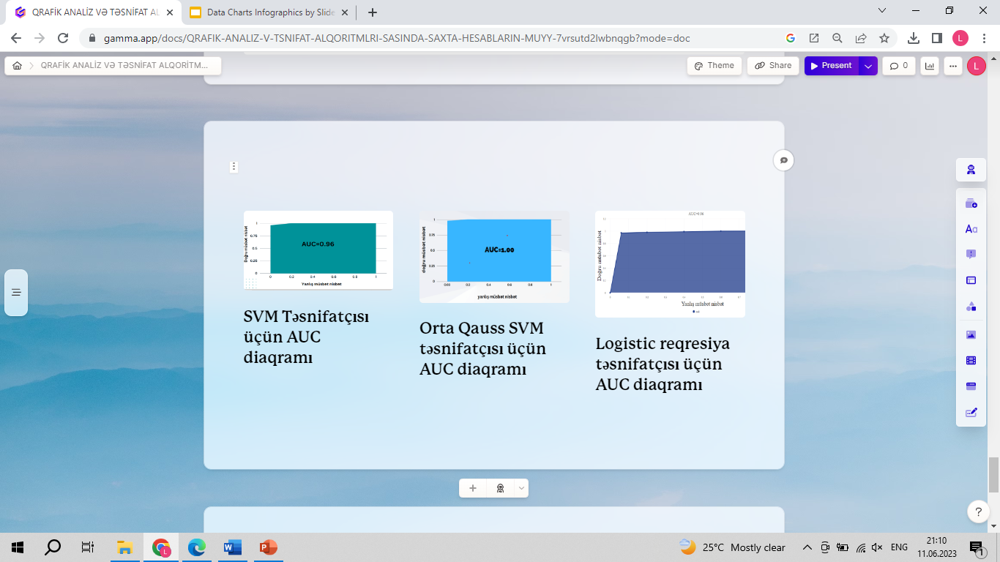 QRAFİK ANALİZ VƏ TƏSNİFAT AL
Data Charts Infographics by Slide
gamma.app/docs/QRAFIK-ANALIZ-V-TSNIFAT-ALQORITMLRI-SASINDA-SAXTA-HESABLARIN-MUYY-7vrsutd2lwbnqgb?mode=doc
L
QRAFİK ANALİZ VƏ TƏSNİFAT ALQORİTM...
Theme
Share
Present
0
L
Aa
1
0.75
0.5
0.25
0
AUC=0.96
0 0.2 0.4 0.6 0.8 1
Doğru müsbət nisbət
Yanlış müsbət nisbət
SVM Təsnifatçısı
üçün AUC
diaqramı
1
0.75
0.5
0.25
0
AUC=1.00
0.00 0.2 0.4 0.6 0.8 1
doğru müsbət nisbət
yanlış müsbət nisbət
Orta Qauss SVM
təsnifatçısı üçün
AUC diaqramı
AUC=0.96
Doğru müsbət nisbət
Yanlış müsbət nisbət
Logistic reqresiya
təsnifatçısı üçün
AUC diaqramı
?
25°C Mostly clear
ENG
21:10
11.06.2023
1